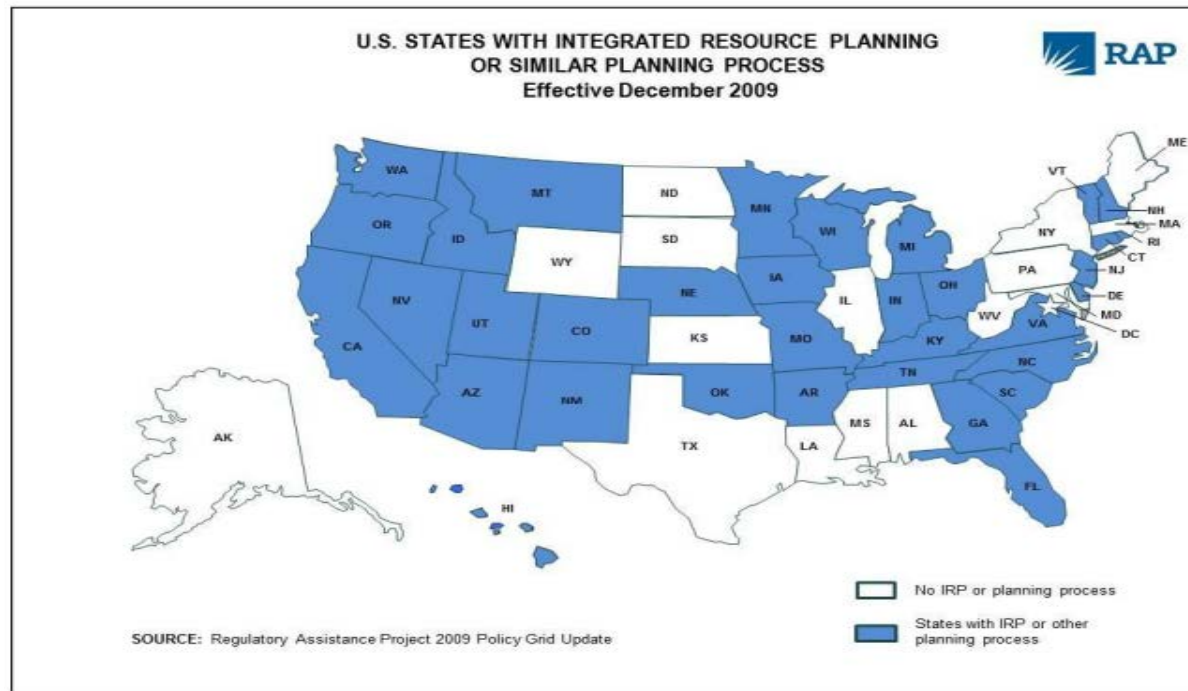 U.S. STATES WITH INTEGRATED RESOURCE PLANNING
OR SIMILAR PLANNING PROCESS
Effective December 2009
RAP
WA
MT
ND
MN
VT
ME
OR
ID
SD
WI
MI
NY
NH
MA
RI
WY
CT
IA
PA
NJ
NE
NV
IL
IN
OH
DE
UT
CO
WV
MD
CA
KS
MO
KY
VA
DC
AZ
NM
OK
AR
TN
NC
SC
AK
TX
LA
MS
AL
GA
FL
HI
No IRP or planning process
States with IRP or other
planning process
SOURCE: Regulatory Assistance Project 2009 Policy Grid Update